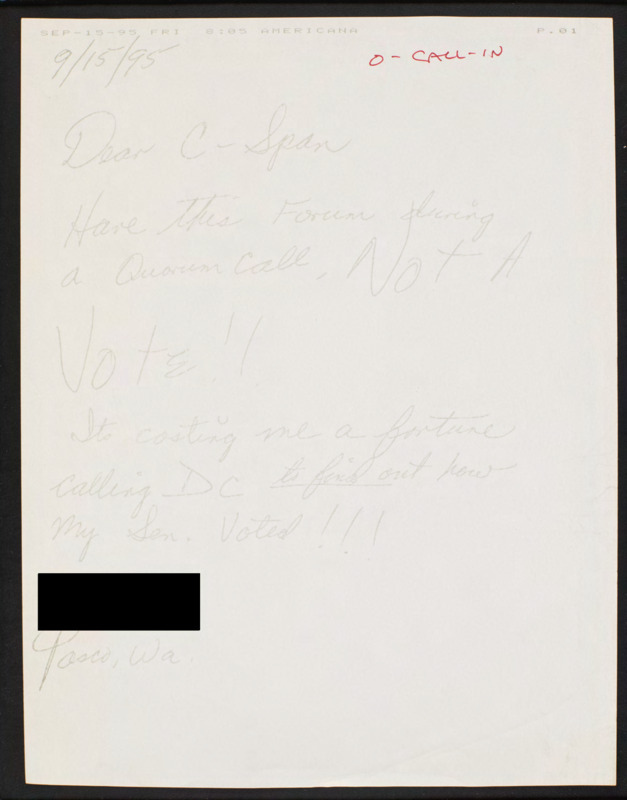 SEP-15-95 FRI 8:05 AMERICANA P.01
9/15/95
O- CALL-IN
Dear C-Span
Have this Forum during
a Quorum Call, Not A
Vote!!
Its costing me a fortune
calling DC to find out how
My Sen. Voted!!!
Pasco, Wa.